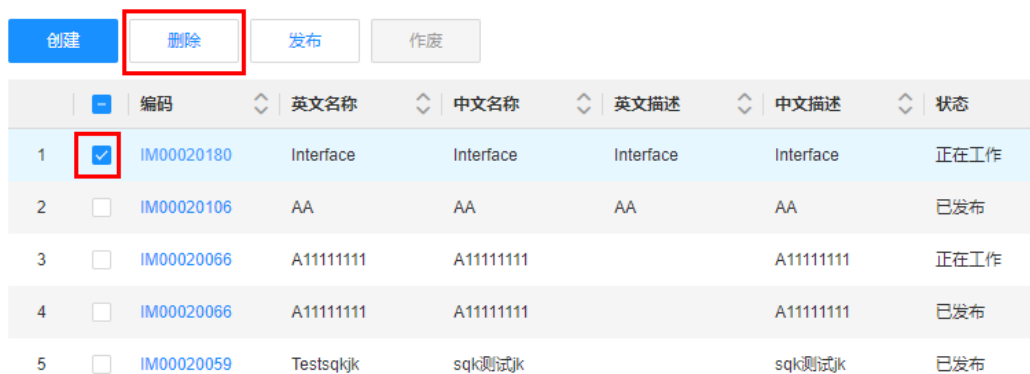 创建 删除 发布 作废
编码 英文名称 中文名称 英文描述 中文描述 状态
1 IM00020180 Interface Interface Interface Interface 正在工作
2 IM00020106 AA AA AA AA 已发布
3 IM00020066 A11111111 A11111111 A11111111 正在工作
4 IM00020066 A11111111 A11111111 A11111111 已发布
5 IM00020059 Testsqkjk sqk测试jk sqk测试jk 已发布